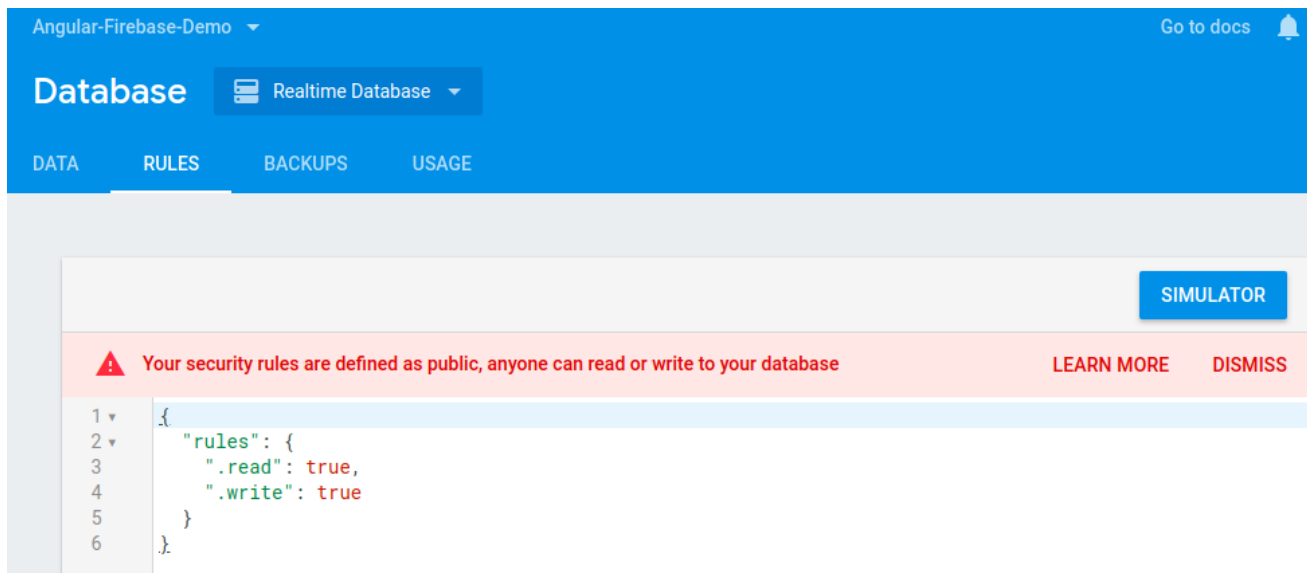 Angular-Firebase-Demo Go to docs
Database Realtime Database
DATA RULES BACKUPS USAGE
SIMULATOR
Your security rules are defined as public, anyone can read or write to your database LEARN MORE DISMISS
1 {
2 "rules": {
3 ".read": true,
4 ".write": true
5 }
6 }